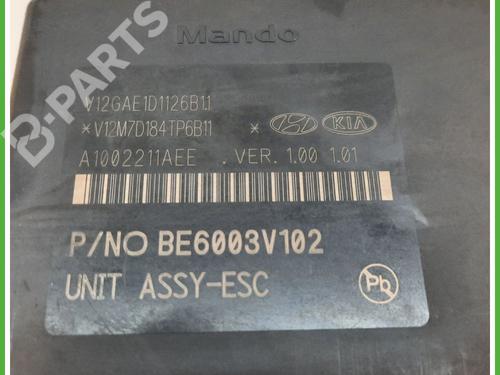 Mando
B-PARTS
V12GAE1D1126B11
*V12M7D184TP6B11 *
KIA
A1002211AEE .VER. 1.00 1.01
P/NO BE6003V102
UNIT ASSY-ESC
Pb